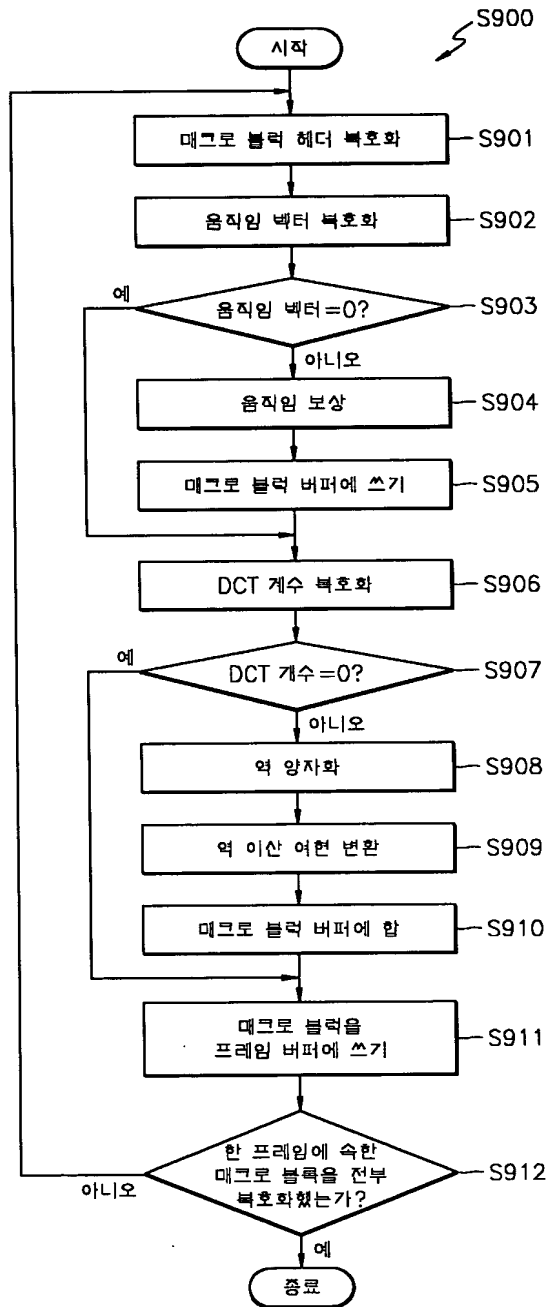 S900
시작
매크로 블럭 헤더 복호화
S901
움직임 벡터 복호화
S902
예
움직임 벡터=0?
S903
아니오
움직임 보상
S904
매크로 블럭 버퍼에 쓰기
S905
DCT 계수 복호화
S906
예
DCT 개수=0?
S907
아니오
역 양자화
S908
역 이산 여현 변환
S909
매크로 블럭 버퍼에 합
S910
매크로 블럭을
프레임 버퍼에 쓰기
S911
한 프레임에 속한
매크로 블록을 전부
복호화했는가?
S912
아니오
예
종료